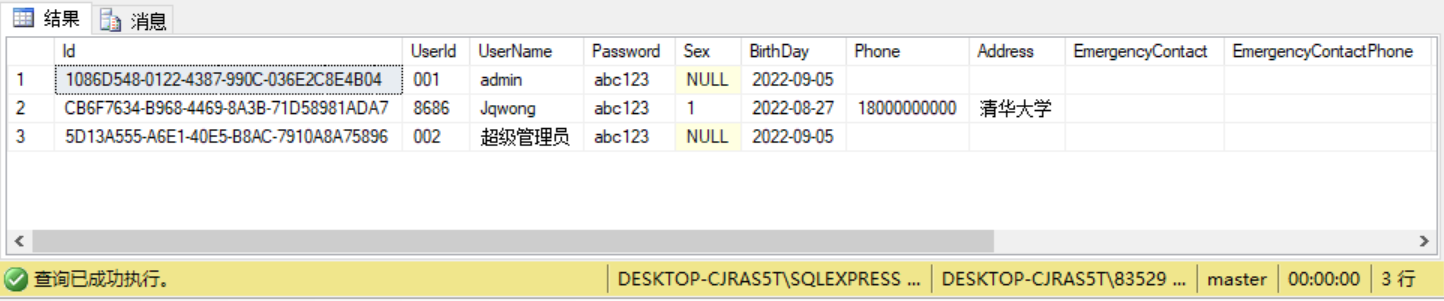 结果 消息
Id UserId UserName Password Sex BirthDay Phone Address EmergencyContact EmergencyContactPhone
1 1086D548-0122-4387-990C-036E2C8E4B04 001 admin abc123 NULL 2022-09-05
2 CB6F7634-B968-4469-8A3B-71D58981ADA7 8686 Jqwong abc123 1 2022-08-27 18000000000 清华大学
3 5D13A555-A6E1-40E5-B8AC-7910A8A75896 002 超级管理员 abc123 NULL 2022-09-05
查询已成功执行。 DESKTOP-CJRAS5T\SQLEXPRESS ... DESKTOP-CJRAS5T\83529 ... master 00:00:00 3 行